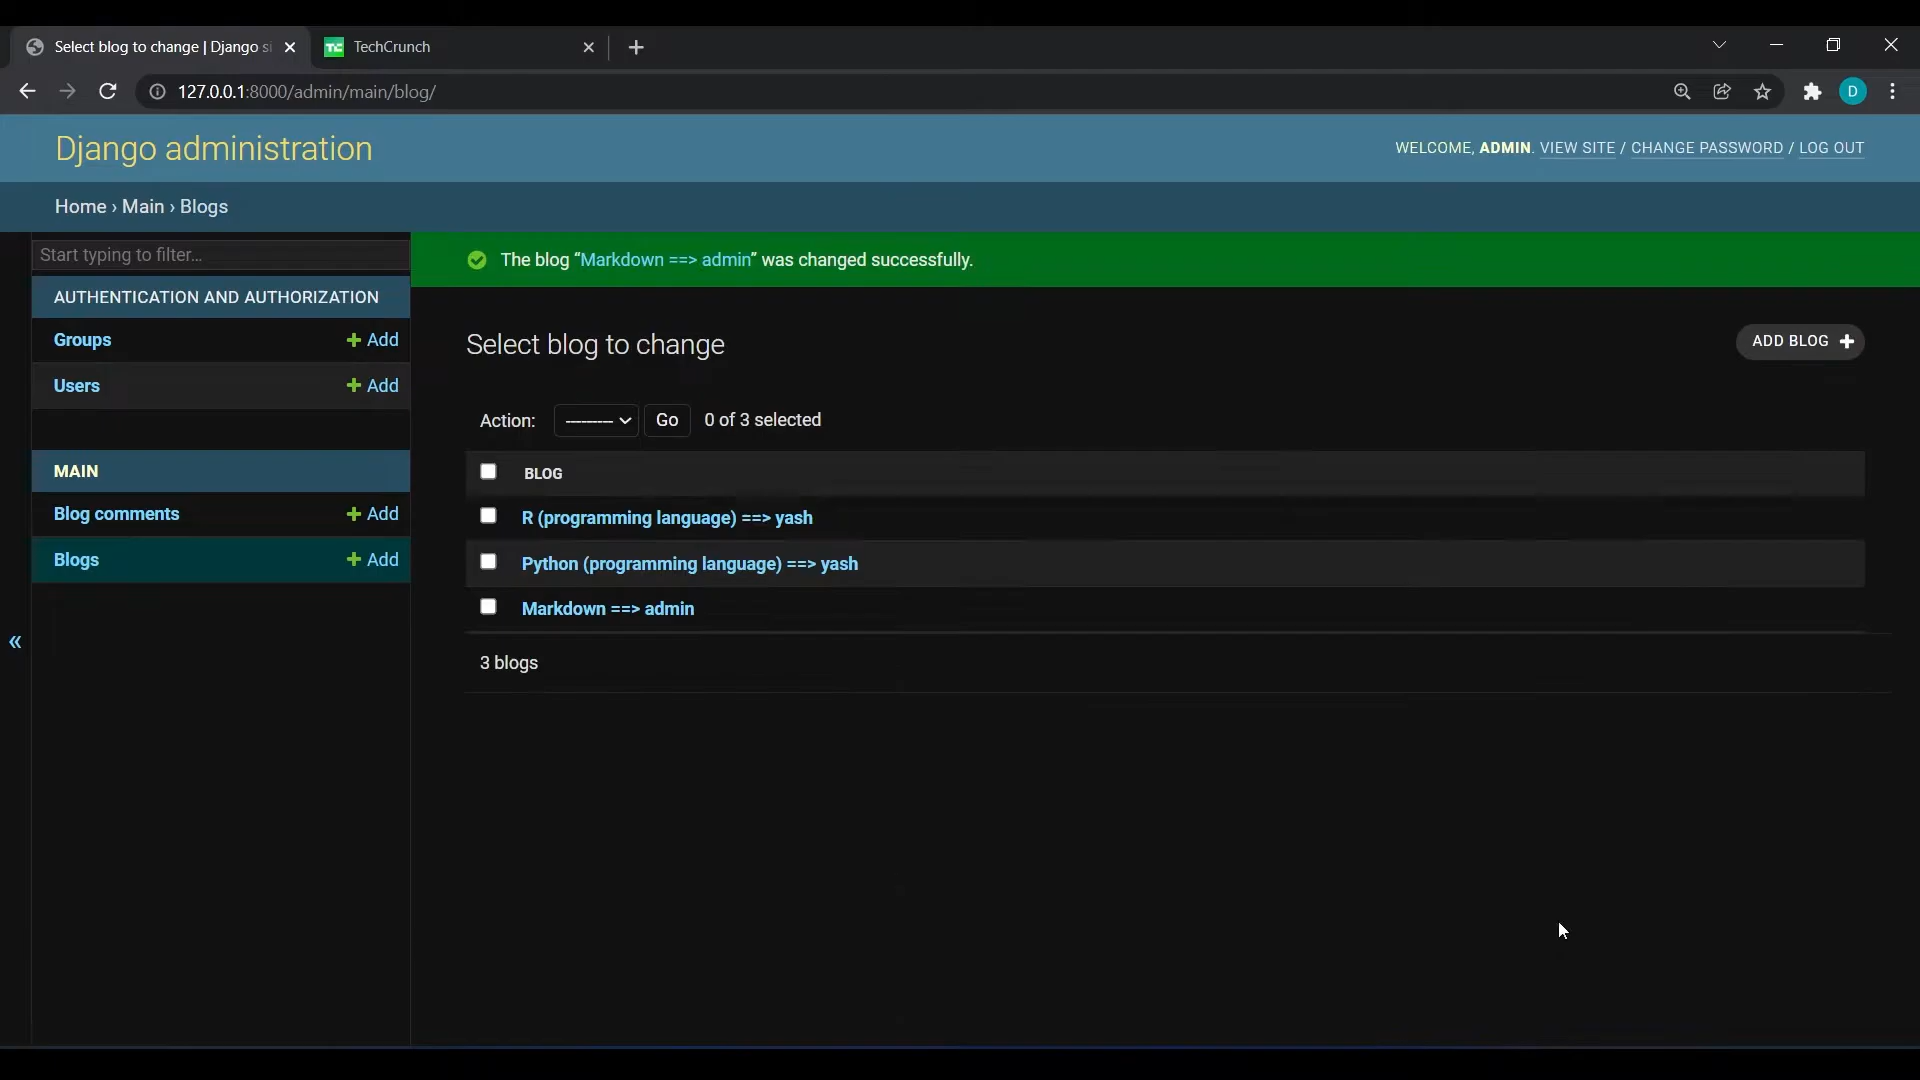 Select blog to change | Django si
TechCrunch
127.0.0.1:8000/admin/main/blog/
D
Django administration
WELCOME, ADMIN. VIEW SITE / CHANGE PASSWORD / LOG OUT
Home › Main › Blogs
Start typing to filter...
The blog “Markdown ==> admin” was changed successfully.
AUTHENTICATION AND AUTHORIZATION
Groups + Add
Users + Add
MAIN
Blog comments + Add
Blogs + Add
«
Select blog to change
ADD BLOG +
Action: --------- Go 0 of 3 selected
BLOG
R (programming language) ==> yash
Python (programming language) ==> yash
Markdown ==> admin
3 blogs